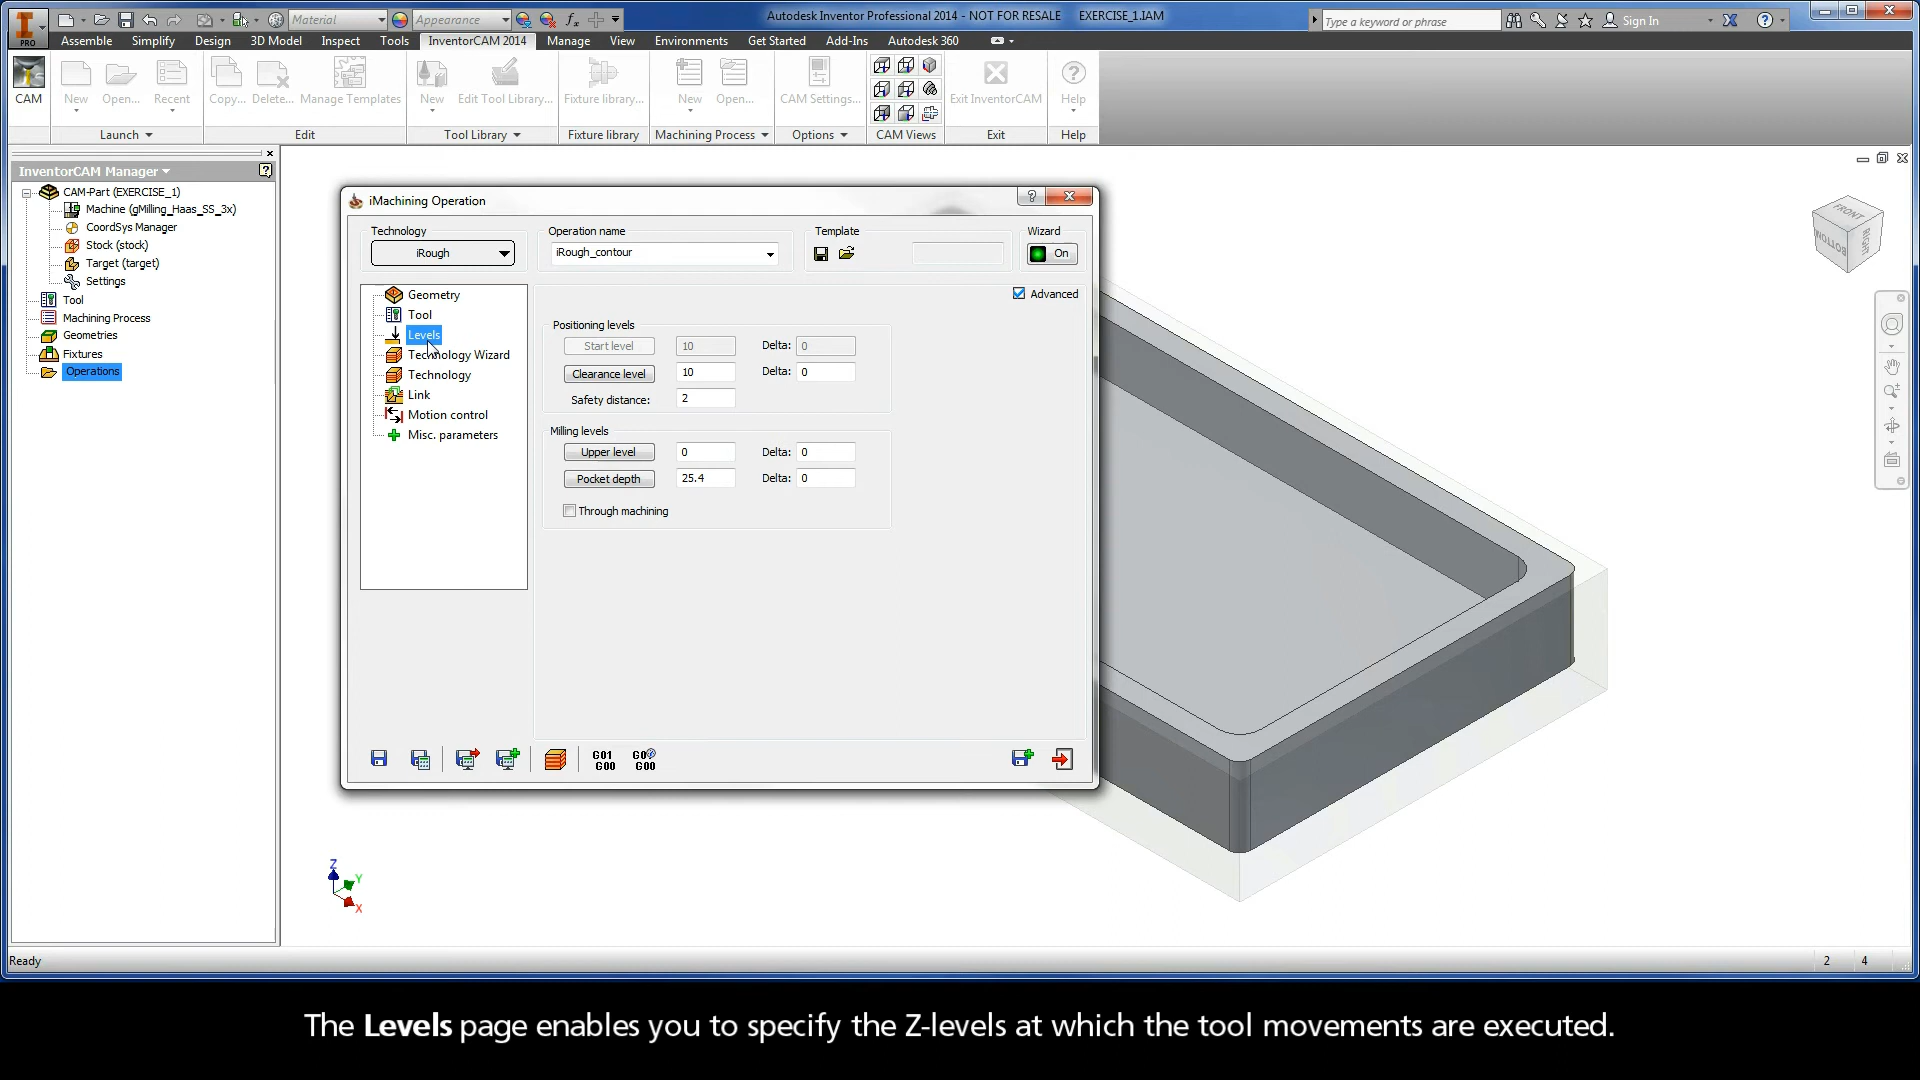 Material
Appearance
Autodesk Inventor Professional 2014 - NOT FOR RESALE EXERCISE_1.IAM
Type a keyword or phrase
Sign In
PRO
Assemble Simplify Design 3D Model Inspect Tools InventorCAM 2014 Manage View Environments Get Started Add-Ins Autodesk 360
CAM New Open... Recent Copy... Delete... Manage Templates New Edit Tool Library... Fixture library... New Open... CAM Settings... Exit InventorCAM Help
Launch Edit Tool Library Fixture library Machining Process Options CAM Views Exit Help
InventorCAM Manager
CAM-Part (EXERCISE_1)
Machine (gMilling_Haas_SS_3x)
CoordSys Manager
Stock (stock)
Target (target)
Settings
Tool
Machining Process
Geometries
Fixtures
Operations
iMachining Operation
Technology Operation name Template Wizard
iRough iRough_contour On
Geometry
Tool
Levels
Technology Wizard
Technology
Link
Motion control
Misc. parameters
Advanced
Positioning levels
Start level 10 Delta: 0
Clearance level 10 Delta: 0
Safety distance: 2
Milling levels
Upper level 0 Delta: 0
Pocket depth 25.4 Delta: 0
Through machining
G01 G00
G00
FRONT
BOTTOM
RIGHT
Z
Y
X
Ready
2 4
The Levels page enables you to specify the Z-levels at which the tool movements are executed.